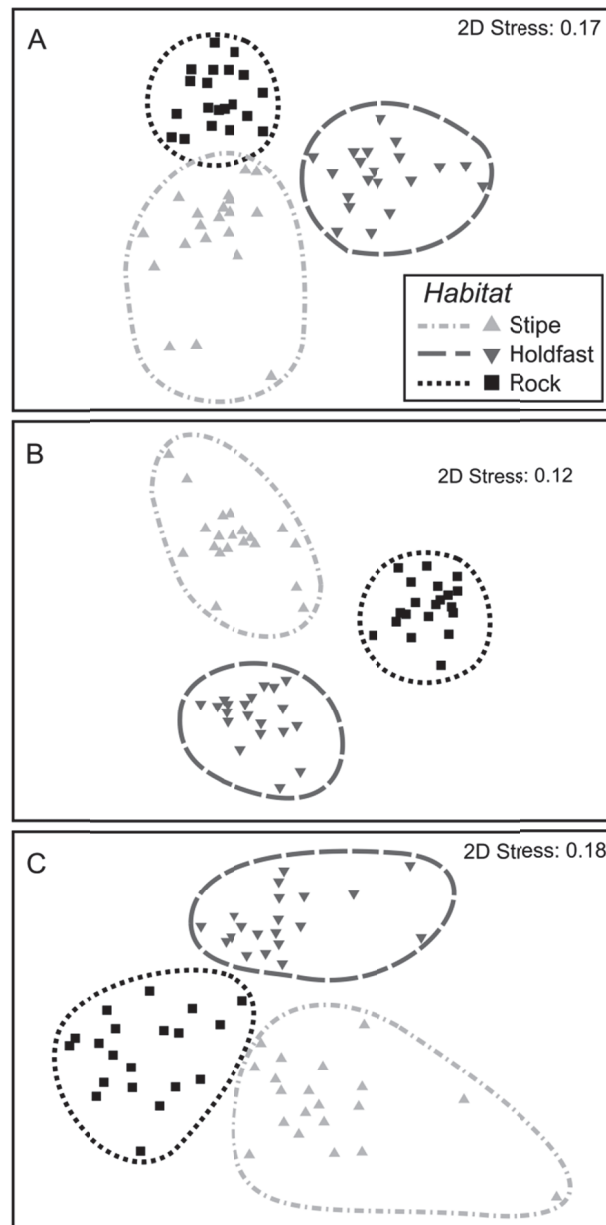 A
2D Stress: 0.17
Habitat
Stipe
Holdfast
Rock
B
2D Stress: 0.12
C
2D Stress: 0.18